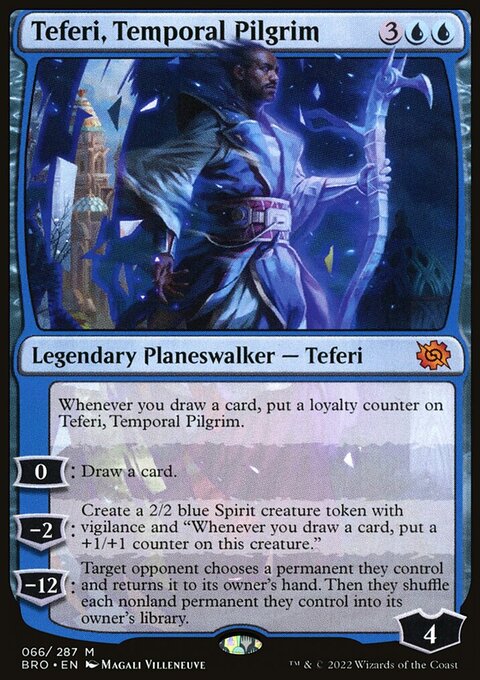 Teferi, Temporal Pilgrim 3
Legendary Planeswalker — Teferi
Whenever you draw a card, put a loyalty counter on
Teferi, Temporal Pilgrim.
0: Draw a card.
Create a 2/2 blue Spirit creature token with
-2: vigilance and “Whenever you draw a card, put a
+1/+1 counter on this creature.”
Target opponent chooses a permanent they control
-12: and returns it to its owner's hand. Then they shuffle
each nonland permanent they control into its
owner's library.
4
066/287 M
BRO • EN Magali Villeneuve
™ & © 2022 Wizards of the Coast